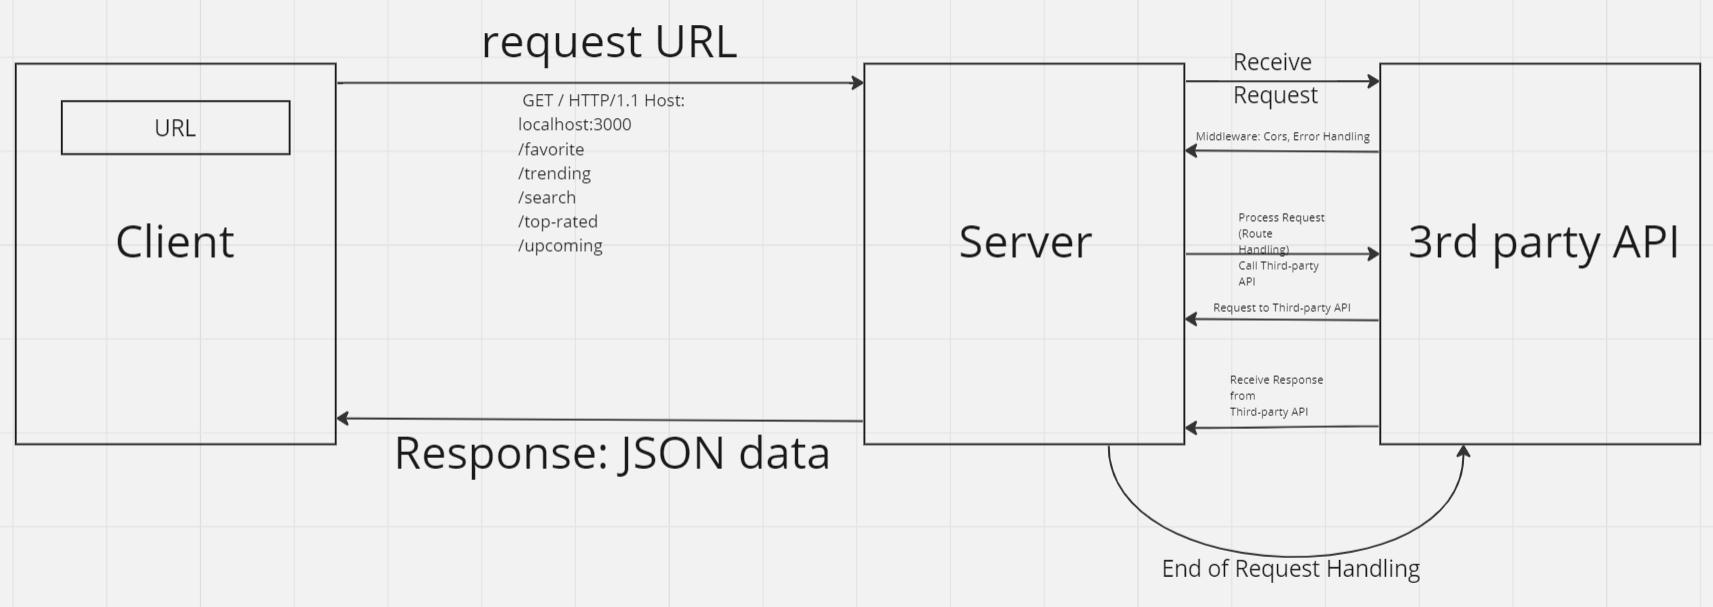 request URL
URL
Client
GET / HTTP/1.1 Host:
localhost:3000
/favorite
/trending
/search
/top-rated
/upcoming
Response: JSON data
Server
Receive
Request
Middleware: Cors, Error Handling
Process Request
(Route
Handling)
Call Third-party
API
Request to Third-party API
Receive Response
from
Third-party API
3rd party API
End of Request Handling